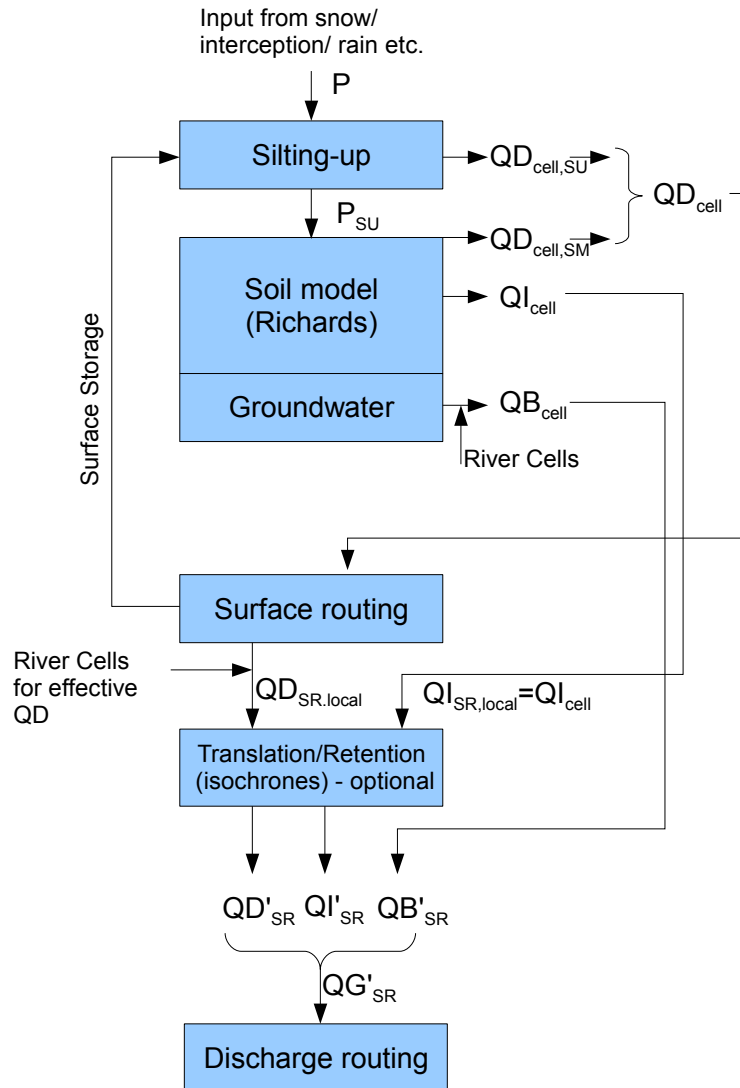 Input from snow/
interception/ rain etc.
P
Silting-up
QDcell,SU
QDcell
PSU
QDcell,SM
Soil model
(Richards)
QIcell
Groundwater
QBcell
River Cells
Surface Storage
Surface routing
River Cells
for effective
QD
QDSR.local
QISR,local=QIcell
Translation/Retention
(isochrones) - optional
QD'SR QI'SR QB'SR
QG'SR
Discharge routing